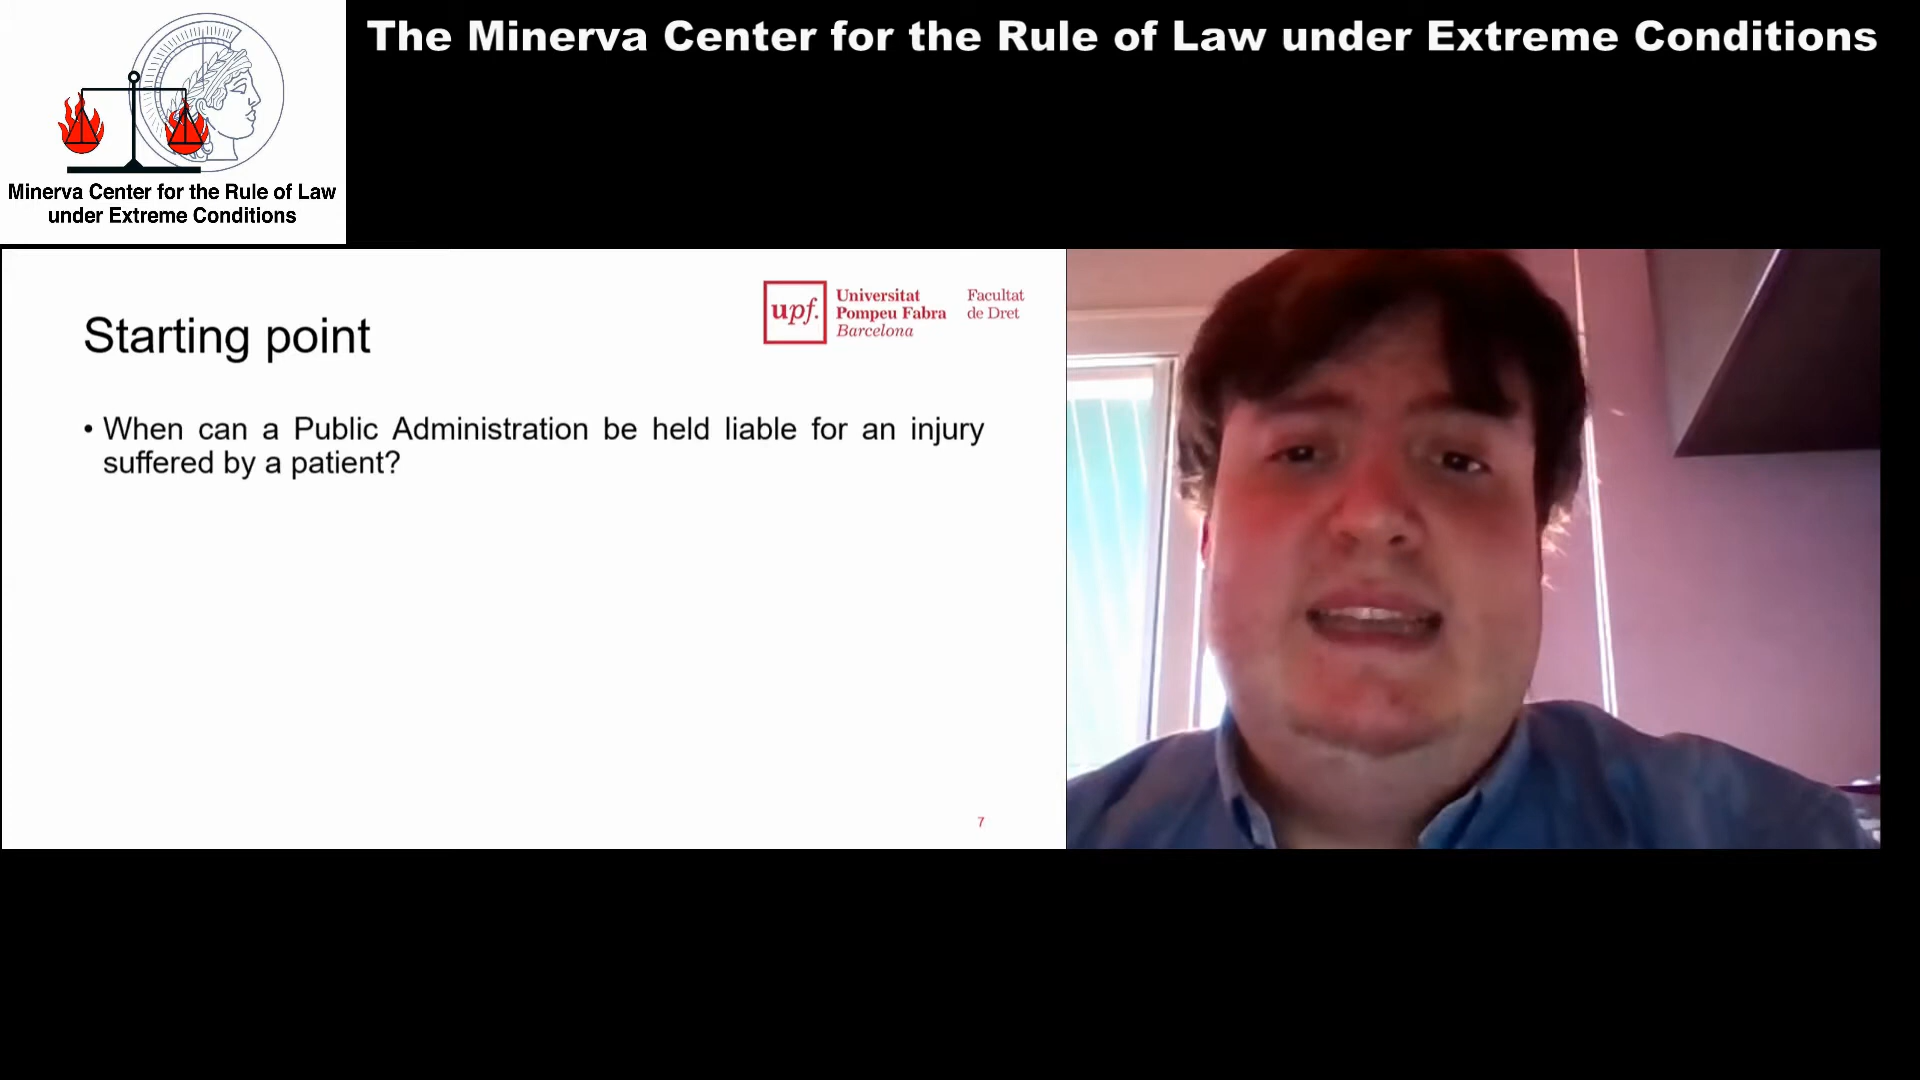 The Minerva Center for the Rule of Law under Extreme Conditions
Minerva Center for the Rule of Law
under Extreme Conditions
upf.
Universitat
Pompeu Fabra
Barcelona
Facultat
de Dret
Starting point
• When can a Public Administration be held liable for an injury
suffered by a patient?
7